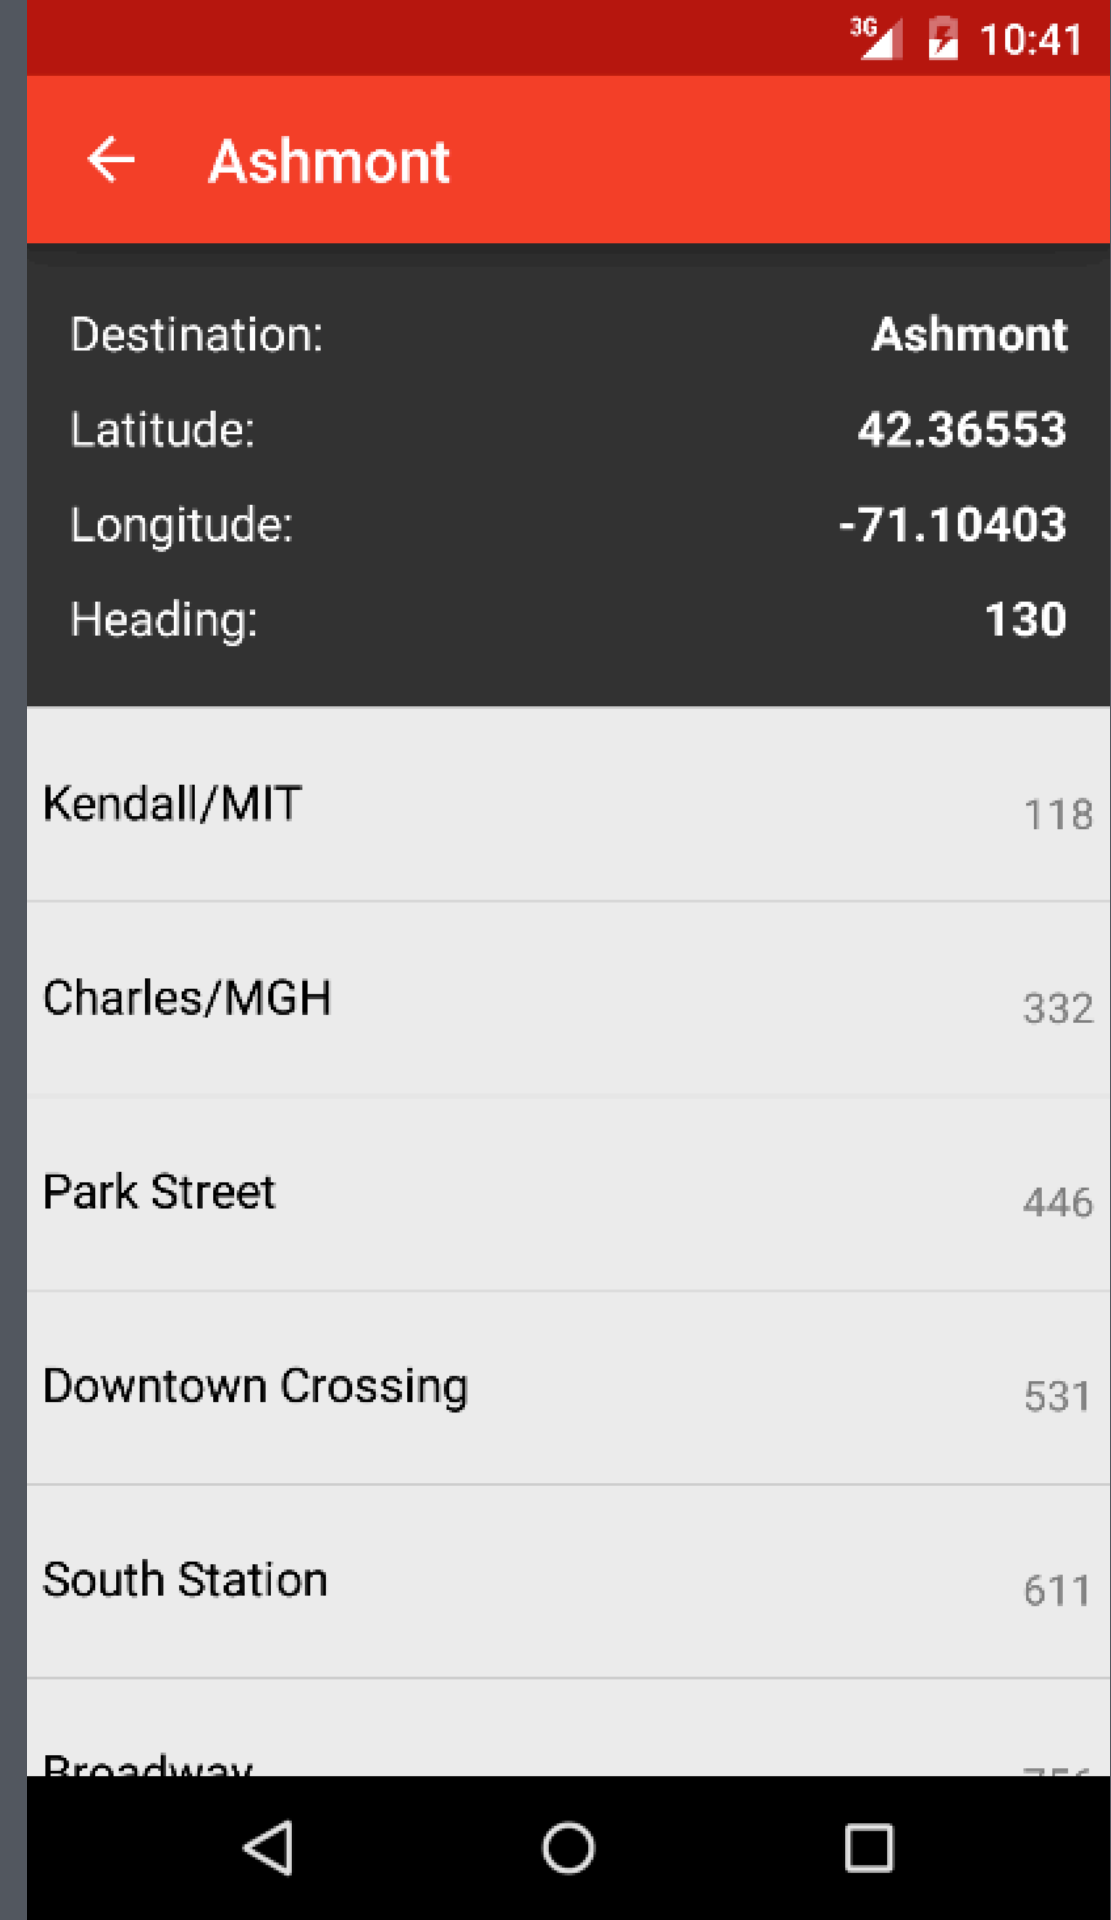 3G 10:41
Ashmont
Destination: Ashmont
Latitude: 42.36553
Longitude: -71.10403
Heading: 130
Kendall/MIT 118
Charles/MGH 332
Park Street 446
Downtown Crossing 531
South Station 611
Broadway